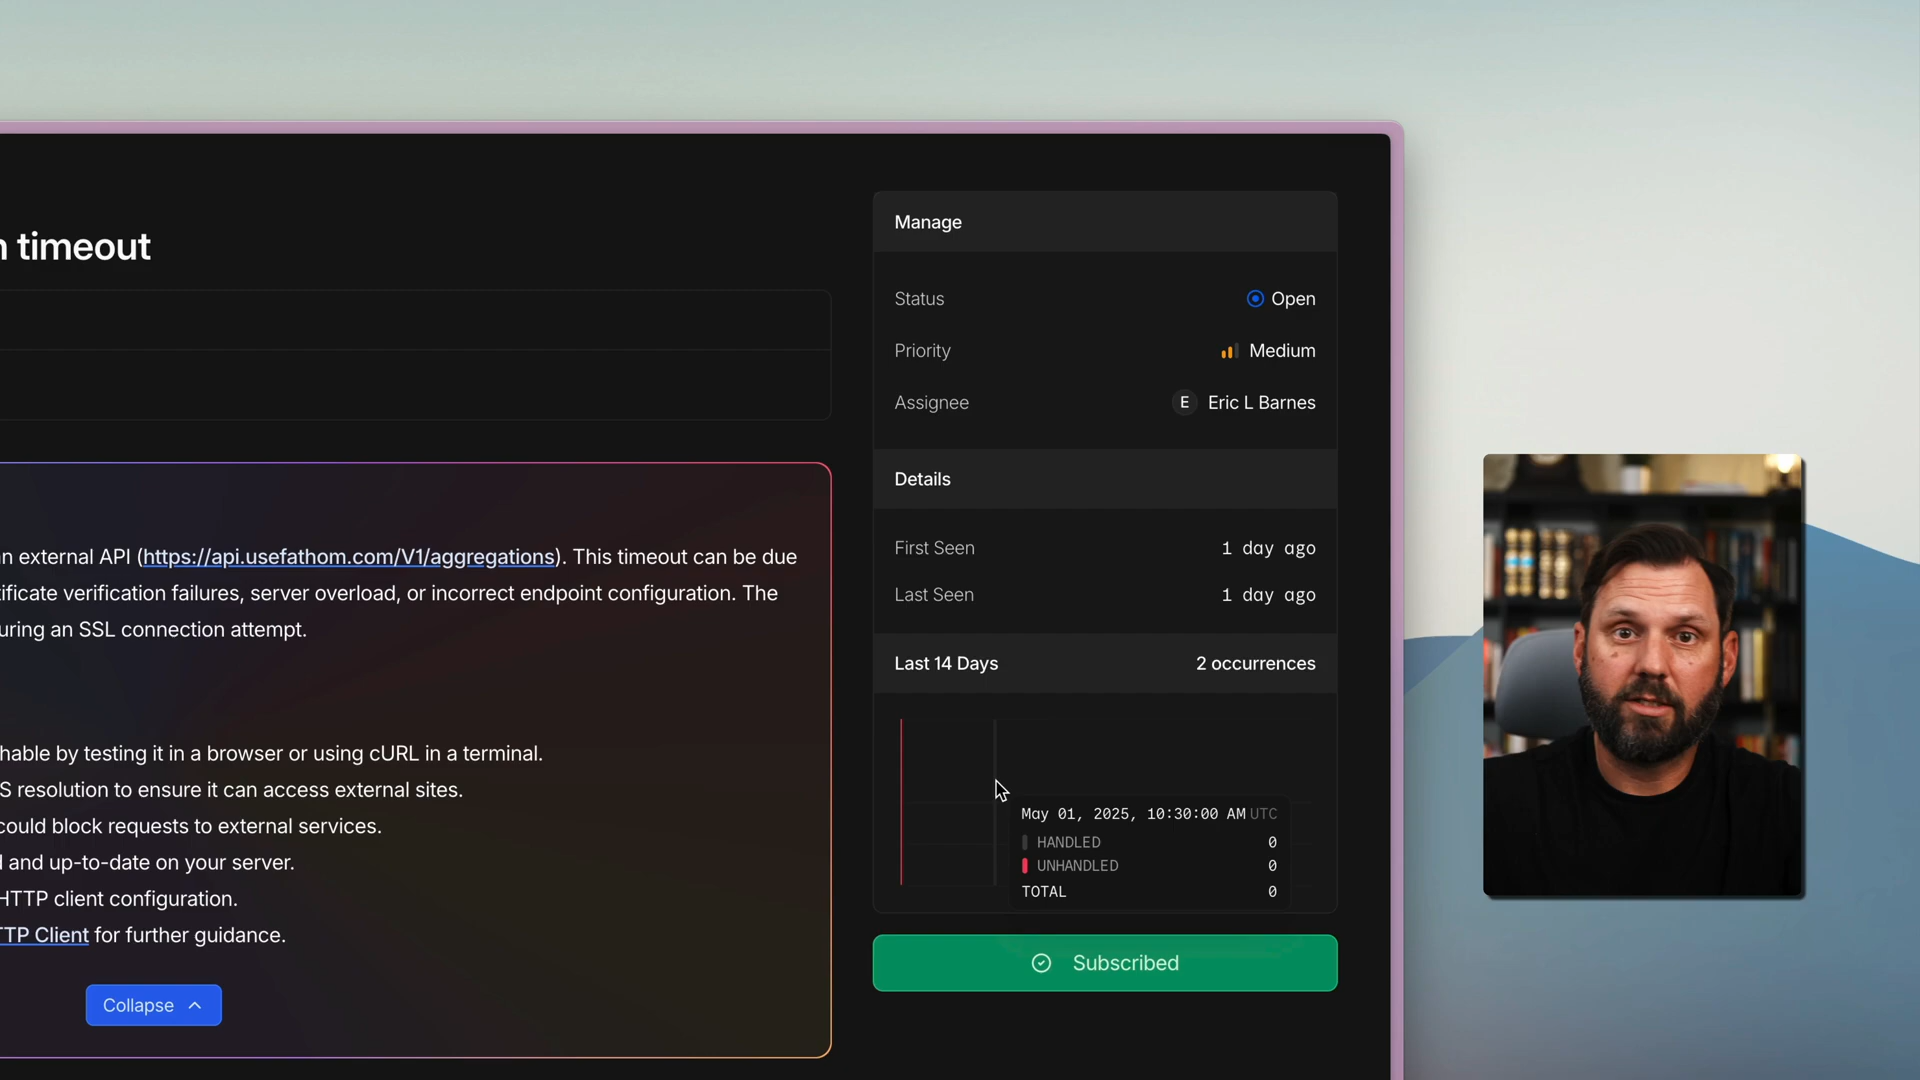 n timeout
n external API (https://api.usefathom.com/V1/aggregations). This timeout can be due
ificate verification failures, server overload, or incorrect endpoint configuration. The
uring an SSL connection attempt.
hable by testing it in a browser or using cURL in a terminal.
S resolution to ensure it can access external sites.
could block requests to external services.
and up-to-date on your server.
HTTP client configuration.
TP Client for further guidance.
Collapse
Manage
Status Open
Priority Medium
Assignee E Eric L Barnes
Details
First Seen 1 day ago
Last Seen 1 day ago
Last 14 Days 2 occurrences
May 01, 2025, 10:30:00 AM UTC
HANDLED 0
UNHANDLED 0
TOTAL 0
Subscribed